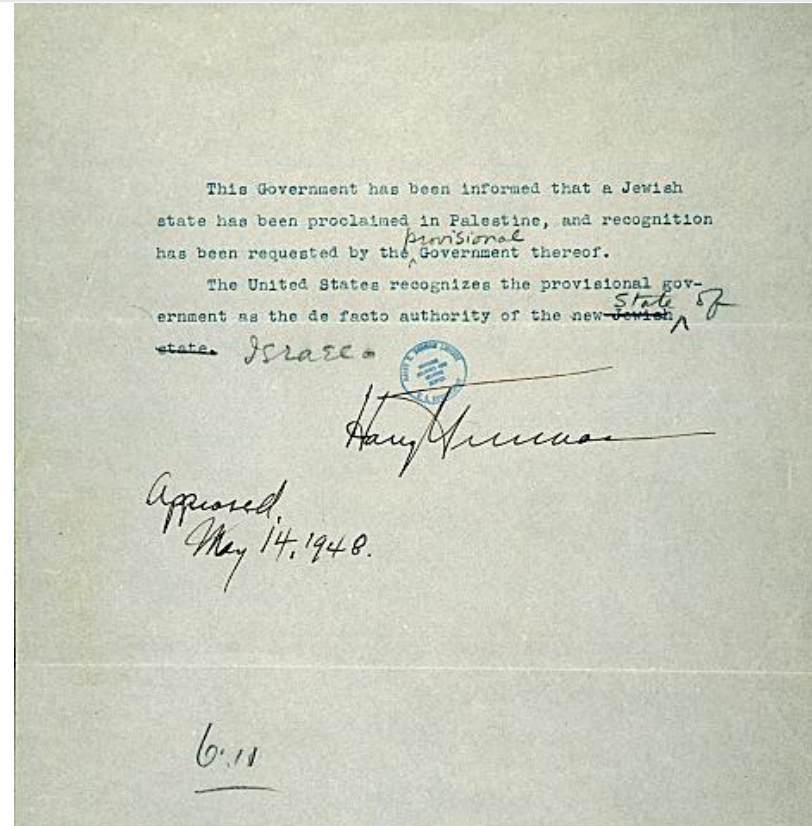 This Government has been informed that a Jewish
state has been proclaimed in Palestine, and recognition
provisional
has been requested by the Government thereof.
The United States recognizes the provisional gov-
State of
ernment as the de facto authority of the new Jewish
state. Israel.
Harry Truman
Approved,
May 14, 1948.
6.11